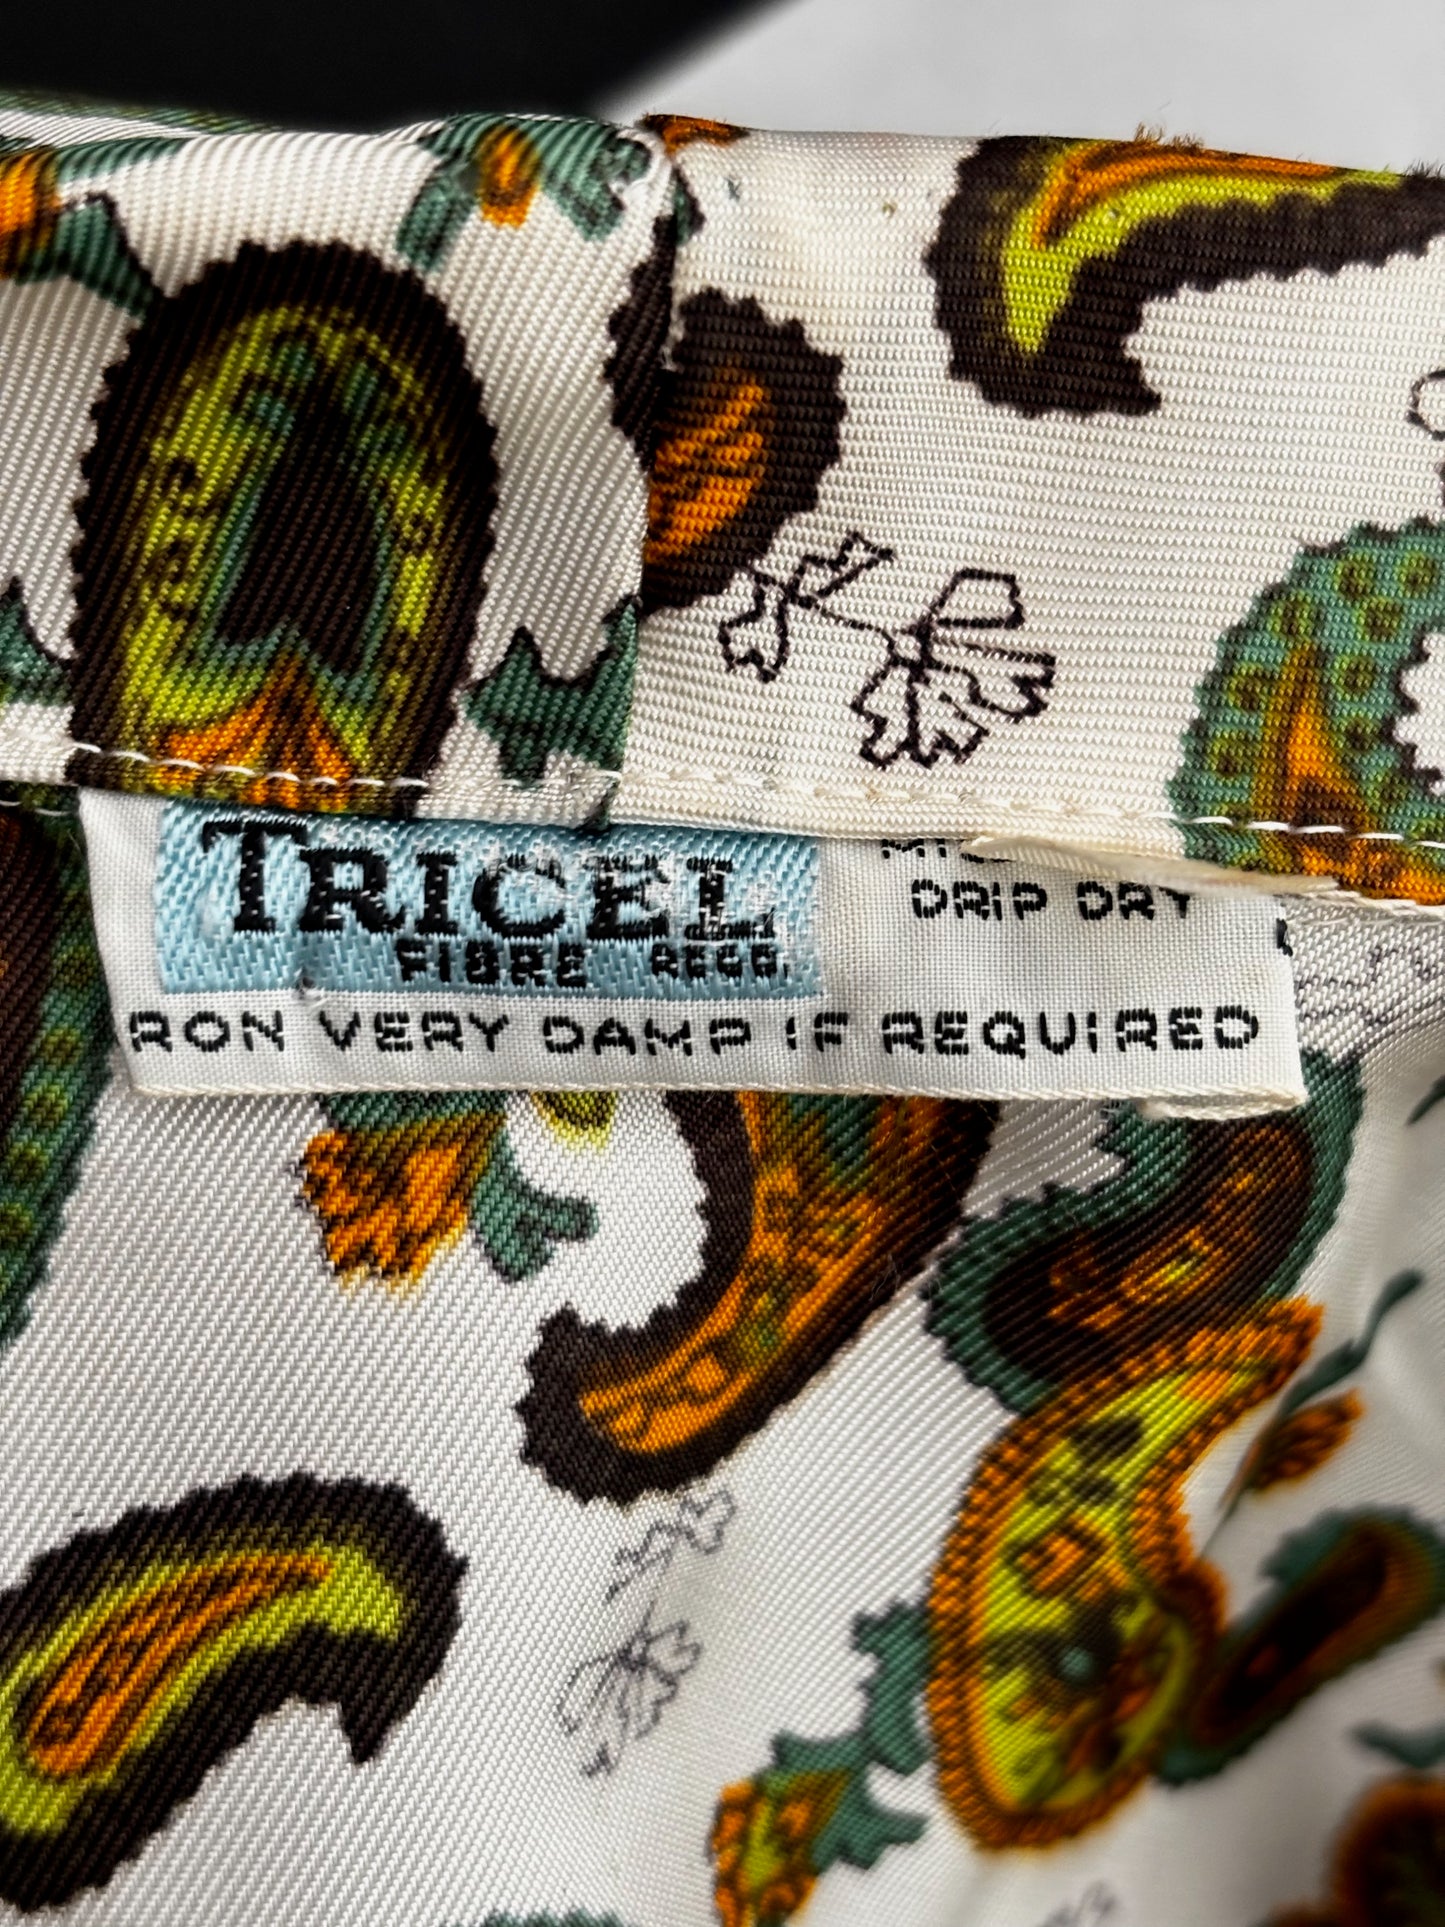 TRICEL
FIBRE REGD.
DRIP DRY
RON VERY DAMP IF REQUIRED